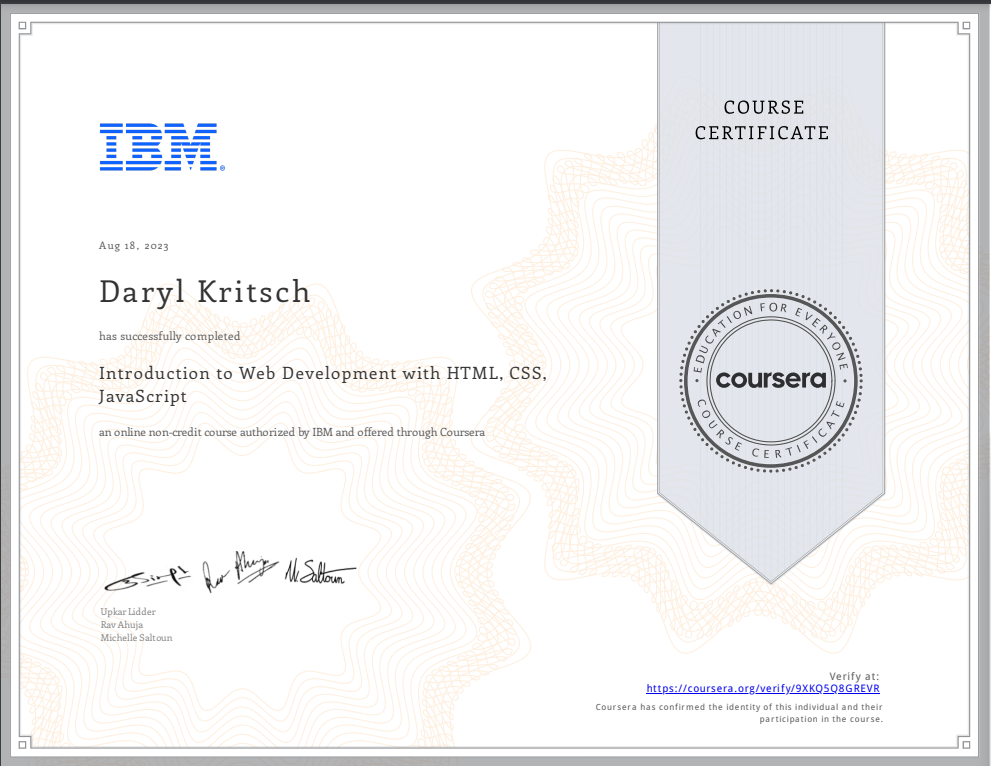 COURSE
CERTIFICATE
IBM®
Aug 18, 2023
Daryl Kritsch
has successfully completed
Introduction to Web Development with HTML, CSS,
JavaScript
an online non-credit course authorized by IBM and offered through Coursera
EDUCATION FOR EVERYONE
coursera
COURSE CERTIFICATE
M. Saltoun
Upkar Lidder
Rav Ahuja
Michelle Saltoun
Verify at:
https://coursera.org/verify/9XKQ5Q8GREVR
Coursera has confirmed the identity of this individual and their
participation in the course.